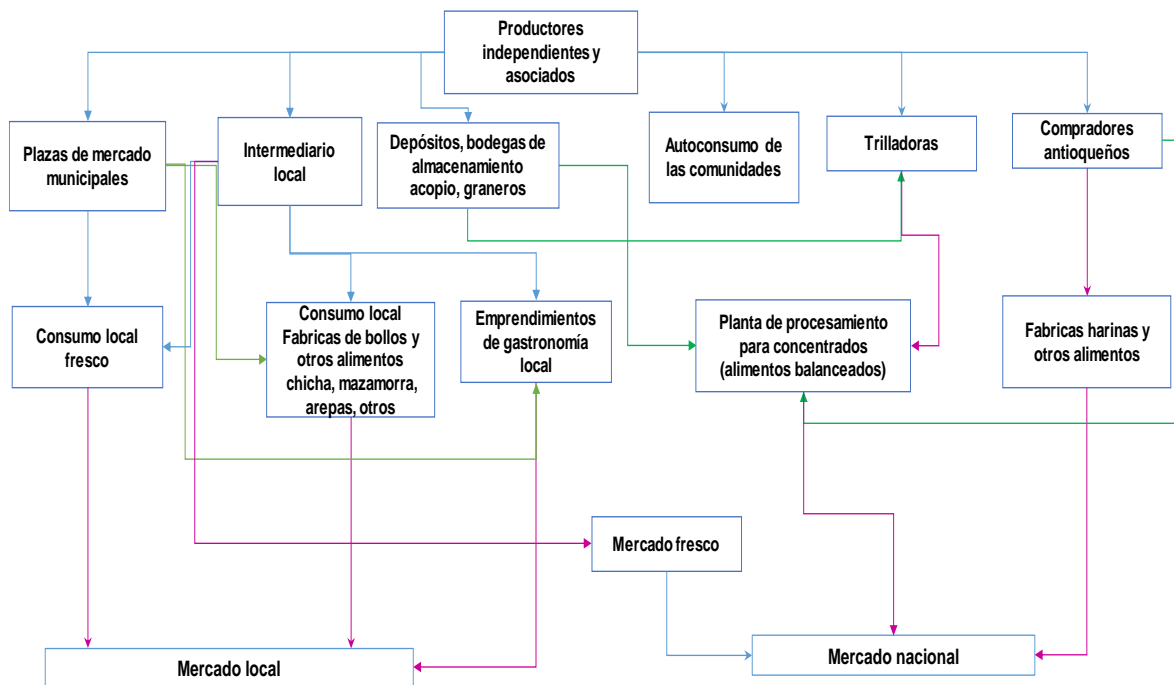 Productores
independientes y
asociados
Plazas de mercado
municipales
Intermediario
local
Depósitos, bodegas de
almacenamiento
acopio, graneros
Autoconsumo de
las comunidades
Trilladoras
Compradores
antioqueños
Consumo local
fresco
Consumo local
Fabricas de bollos y
otros alimentos
chicha, mazamorra,
arepas, otros
Emprendimientos
de gastronomía
local
Planta de procesamiento
para concentrados
(alimentos balanceados)
Fabricas harinas y
otros alimentos
Mercado fresco
Mercado local
Mercado nacional